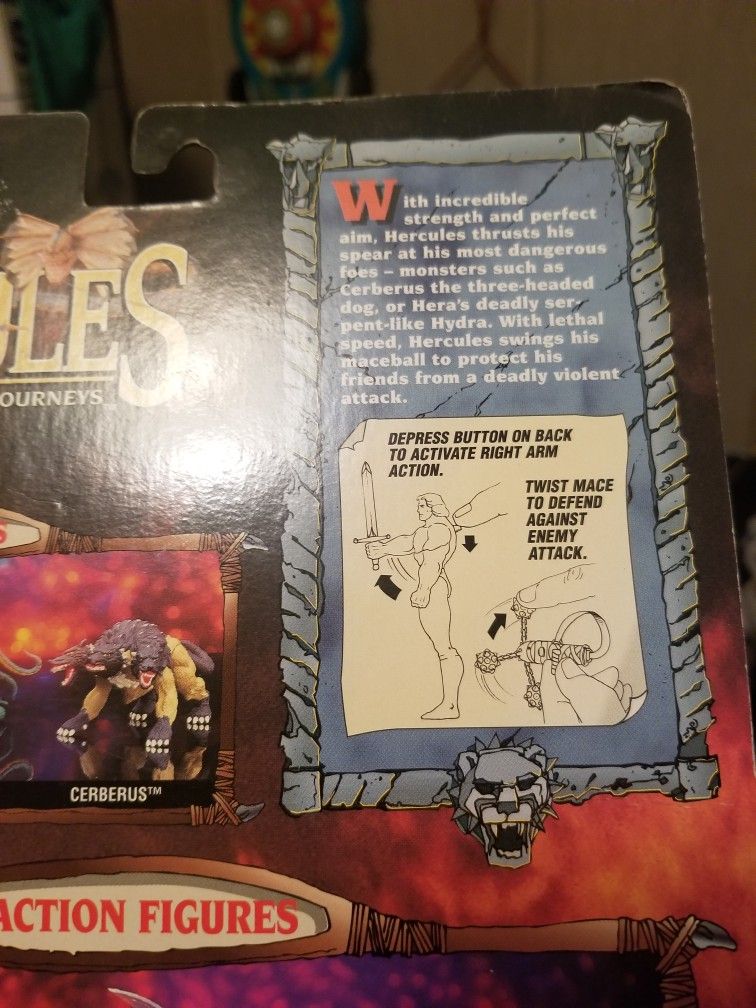 With incredible
strength and perfect
aim, Hercules thrusts his
spear at his most dangerous
foes – monsters such as
Cerberus the three-headed
dog, or Hera's deadly ser-
pent-like Hydra. With lethal
speed, Hercules swings his
maceball to protect his
friends from a deadly violent
attack.
ULES
OURNEYS
DEPRESS BUTTON ON BACK
TO ACTIVATE RIGHT ARM
ACTION.
TWIST MACE
TO DEFEND
AGAINST
ENEMY
ATTACK.
S
CERBERUS™
ACTION FIGURES